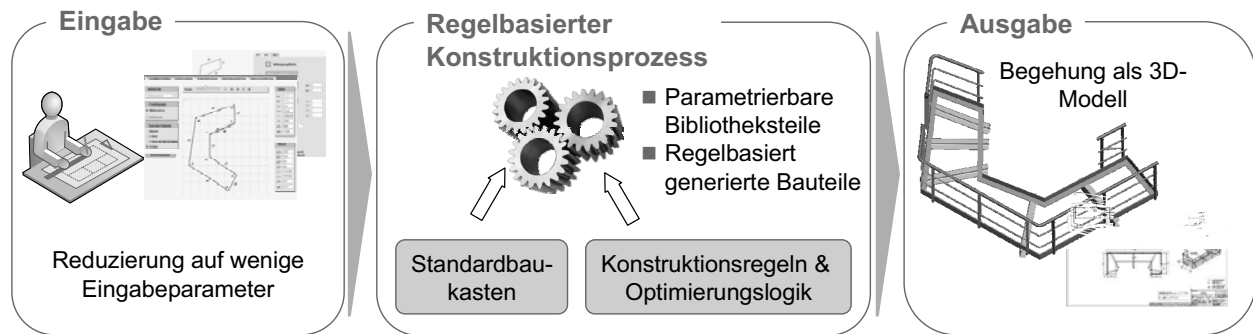 Eingabe
Reduzierung auf wenige
Eingabeparameter
Regelbasierter
Konstruktionsprozess
■ Parametrierbare
Bibliotheksteile
■ Regelbasiert
generierte Bauteile
Standardbau-
kasten
Konstruktionsregeln &
Optimierungslogik
Ausgabe
Begehung als 3D-
Modell